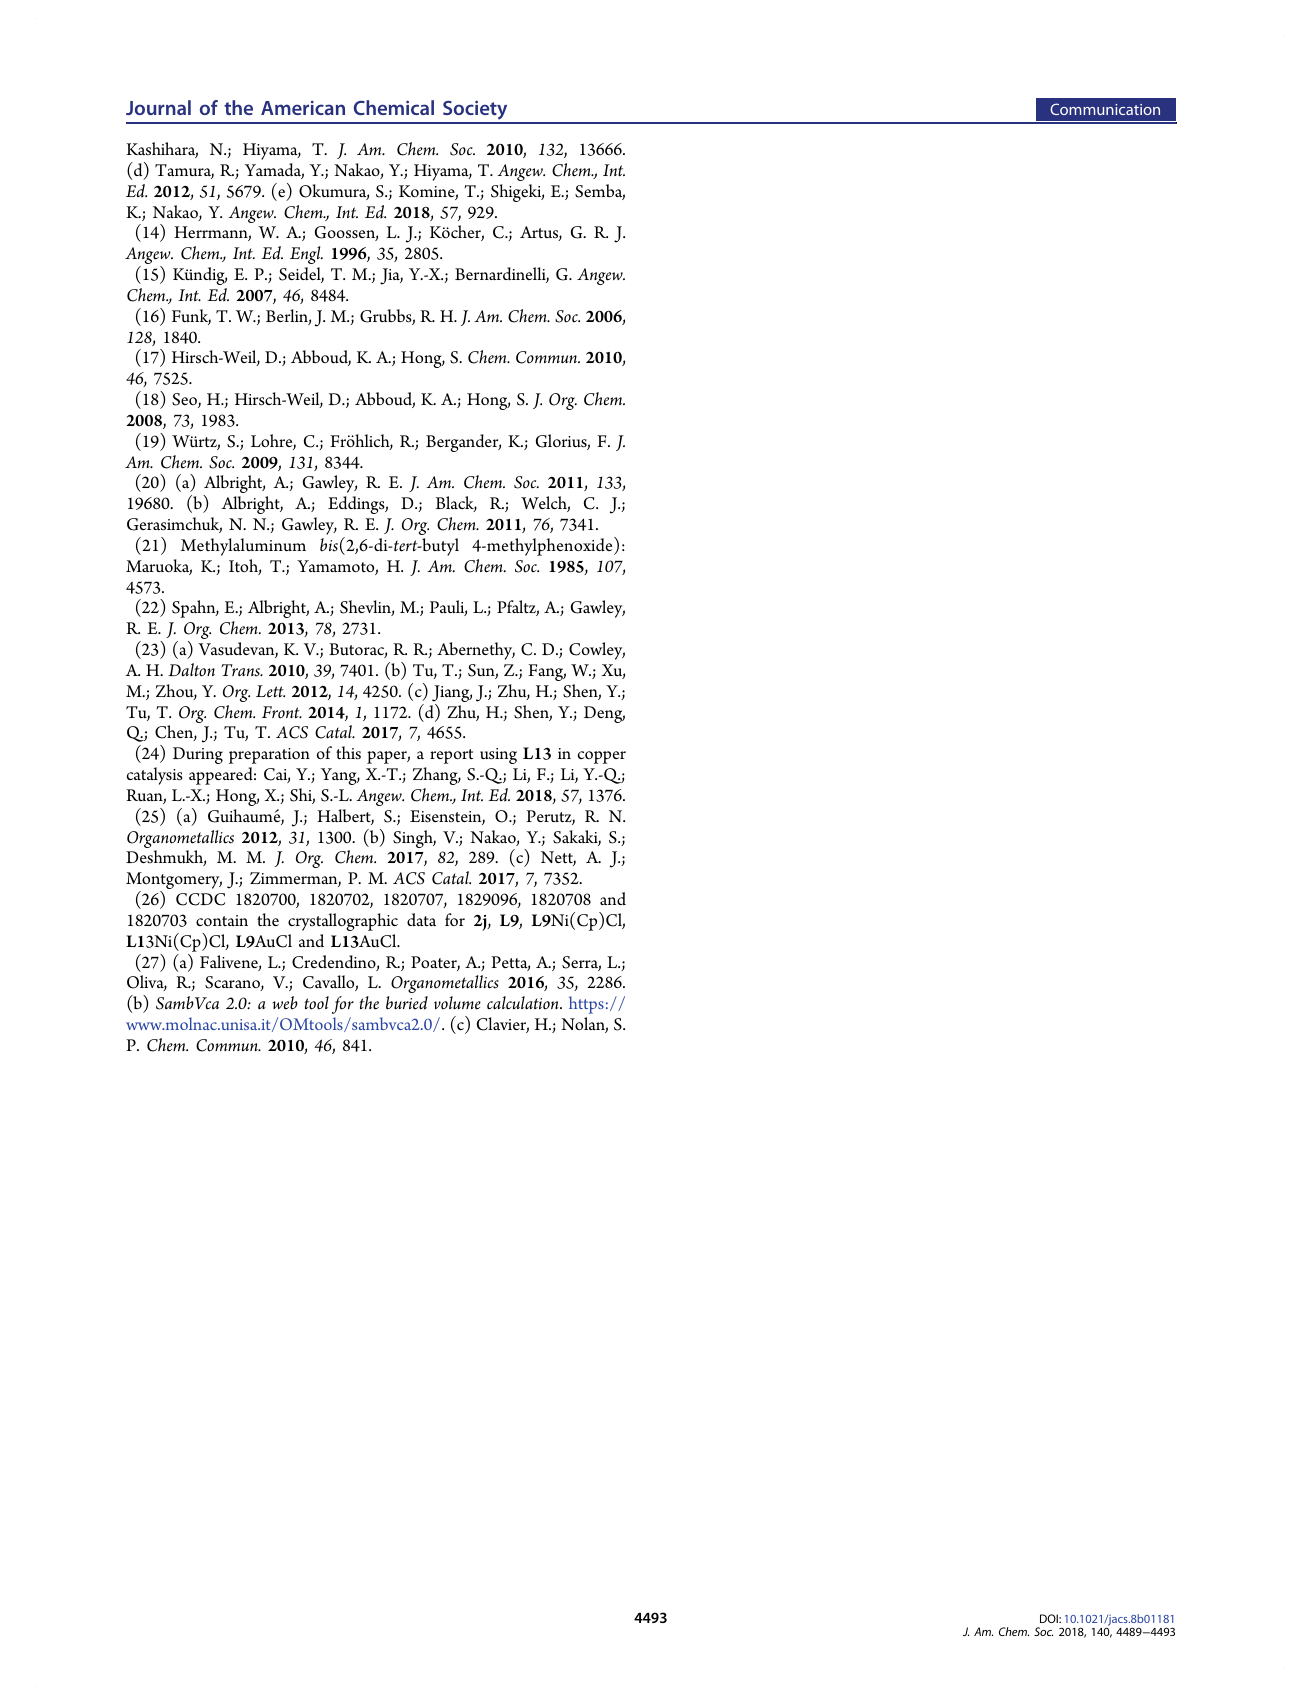 Journal of the American Chemical Society
Communication
Kashihara, N.; Hiyama, T. J. Am. Chem. Soc. 2010, 132, 13666.
(d) Tamura, R.; Yamada, Y.; Nakao, Y.; Hiyama, T. Angew. Chem., Int.
Ed. 2012, 51, 5679. (e) Okumura, S.; Komine, T.; Shigeki, E.; Semba,
K.; Nakao, Y. Angew. Chem., Int. Ed. 2018, 57, 929.
(14) Herrmann, W. A.; Goossen, L. J.; Köcher, C.; Artus, G. R. J.
Angew. Chem., Int. Ed. Engl. 1996, 35, 2805.
(15) Kündig, E. P.; Seidel, T. M.; Jia, Y.-X.; Bernardinelli, G. Angew.
Chem., Int. Ed. 2007, 46, 8484.
(16) Funk, T. W.; Berlin, J. M.; Grubbs, R. H. J. Am. Chem. Soc. 2006,
128, 1840.
(17) Hirsch-Weil, D.; Abboud, K. A.; Hong, S. Chem. Commun. 2010,
46, 7525.
(18) Seo, H.; Hirsch-Weil, D.; Abboud, K. A.; Hong, S. J. Org. Chem.
2008, 73, 1983.
(19) Würtz, S.; Lohre, C.; Fröhlich, R.; Bergander, K.; Glorius, F. J.
Am. Chem. Soc. 2009, 131, 8344.
(20) (a) Albright, A.; Gawley, R. E. J. Am. Chem. Soc. 2011, 133,
19680. (b) Albright, A.; Eddings, D.; Black, R.; Welch, C. J.;
Gerasimchuk, N. N.; Gawley, R. E. J. Org. Chem. 2011, 76, 7341.
(21) Methylaluminum bis(2,6-di-tert-butyl 4-methylphenoxide):
Maruoka, K.; Itoh, T.; Yamamoto, H. J. Am. Chem. Soc. 1985, 107,
4573.
(22) Spahn, E.; Albright, A.; Shevlin, M.; Pauli, L.; Pfaltz, A.; Gawley,
R. E. J. Org. Chem. 2013, 78, 2731.
(23) (a) Vasudevan, K. V.; Butorac, R. R.; Abernethy, C. D.; Cowley,
A. H. Dalton Trans. 2010, 39, 7401. (b) Tu, T.; Sun, Z.; Fang, W.; Xu,
M.; Zhou, Y. Org. Lett. 2012, 14, 4250. (c) Jiang, J.; Zhu, H.; Shen, Y.;
Tu, T. Org. Chem. Front. 2014, 1, 1172. (d) Zhu, H.; Shen, Y.; Deng,
Q.; Chen, J.; Tu, T. ACS Catal. 2017, 7, 4655.
(24) During preparation of this paper, a report using L13 in copper
catalysis appeared: Cai, Y.; Yang, X.-T.; Zhang, S.-Q.; Li, F.; Li, Y.-Q.;
Ruan, L.-X.; Hong, X.; Shi, S.-L. Angew. Chem., Int. Ed. 2018, 57, 1376.
(25) (a) Guihaumé, J.; Halbert, S.; Eisenstein, O.; Perutz, R. N.
Organometallics 2012, 31, 1300. (b) Singh, V.; Nakao, Y.; Sakaki, S.;
Deshmukh, M. M. J. Org. Chem. 2017, 82, 289. (c) Nett, A. J.;
Montgomery, J.; Zimmerman, P. M. ACS Catal. 2017, 7, 7352.
(26) CCDC 1820700, 1820702, 1820707, 1829096, 1820708 and
1820703 contain the crystallographic data for 2j, L9, L9Ni(Cp)Cl,
L13Ni(Cp)Cl, L9AuCl and L13AuCl.
(27) (a) Falivene, L.; Credendino, R.; Poater, A.; Petta, A.; Serra, L.;
Oliva, R.; Scarano, V.; Cavallo, L. Organometallics 2016, 35, 2286.
(b) SambVca 2.0: a web tool for the buried volume calculation. https://
www.molnac.unisa.it/OMtools/sambvca2.0/. (c) Clavier, H.; Nolan, S.
P. Chem. Commun. 2010, 46, 841.
4493
DOI: 10.1021/jacs.8b01181
J. Am. Chem. Soc. 2018, 140, 4489−4493